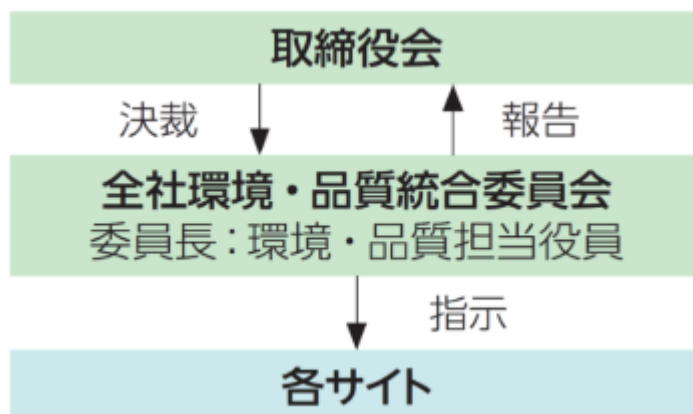 取締役会
決裁
報告
全社環境・品質統合委員会
委員長：環境・品質担当役員
指示
各サイト